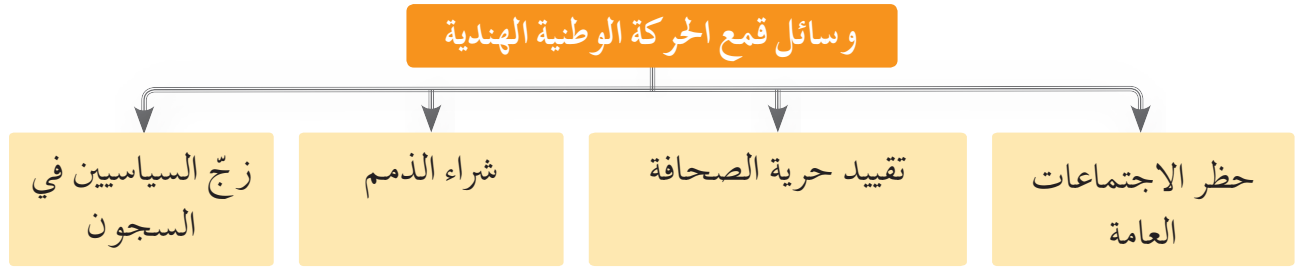 وسائل قمع الحركة الوطنية الهندية
حظر الاجتماعات
العامة
تقييد حرية الصحافة
شراء الذمم
زجّ السياسيين في
السجون